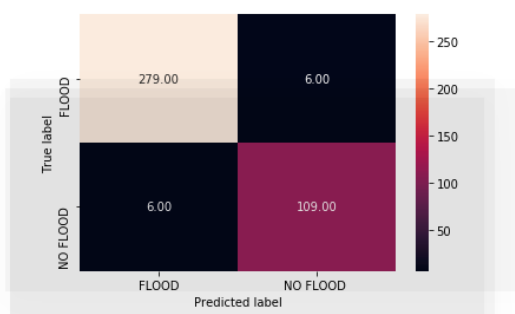 279.00 6.00
6.00 109.00
FLOOD
NO FLOOD
True label
FLOOD NO FLOOD
Predicted label
250
200
150
100
50